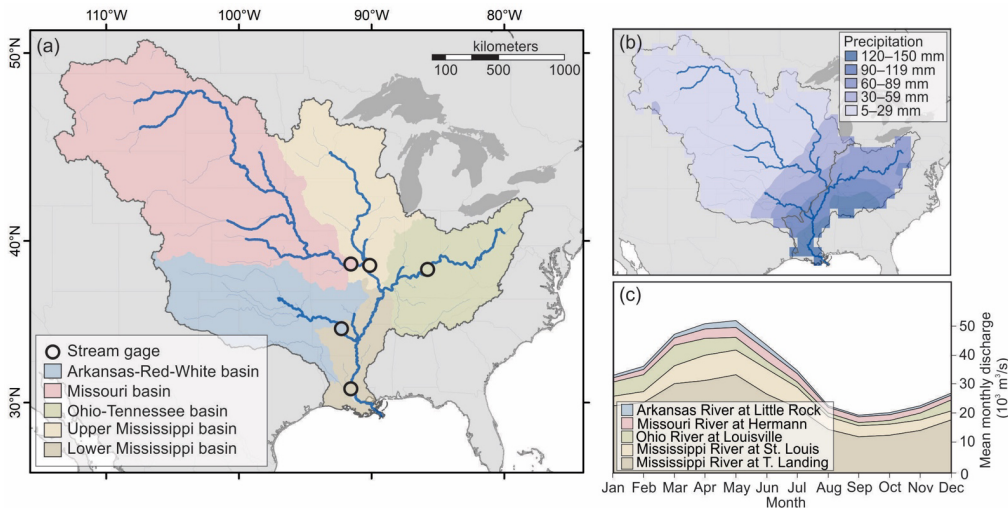 110°W 100°W 90°W 80°W
(a)
kilometers
100 500 1000
50°N
40°N
30°N
Stream gage
Arkansas-Red-White basin
Missouri basin
Ohio-Tennessee basin
Upper Mississippi basin
Lower Mississippi basin
(b)
Precipitation
120–150 mm
90–119 mm
60–89 mm
30–59 mm
5–29 mm
(c)
50
40
30
20
10
0
Mean monthly discharge
(10³ m³/s)
Arkansas River at Little Rock
Missouri River at Hermann
Ohio River at Louisville
Mississippi River at St. Louis
Mississippi River at T. Landing
Jan Feb Mar Apr May Jun Jul Aug Sep Oct Nov Dec
Month